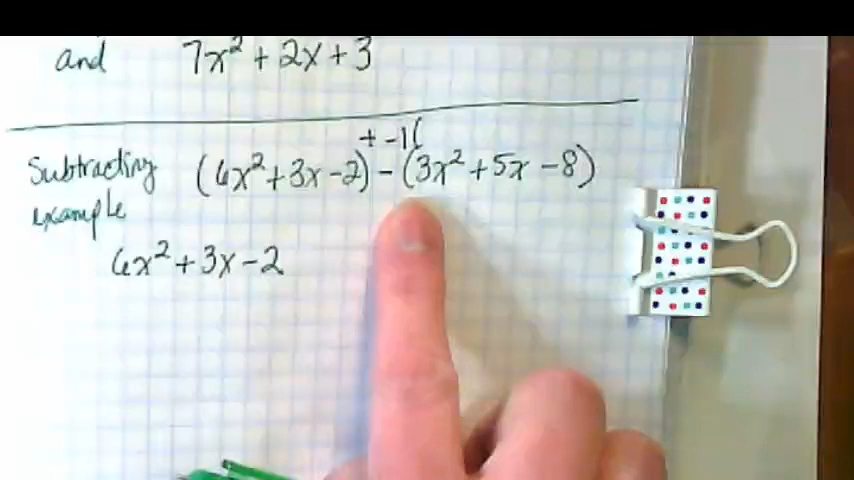 and 7x² + 2x + 3
+ -1(
Subtracting (6x² + 3x - 2) - (3x² + 5x - 8)
example
6x² + 3x - 2